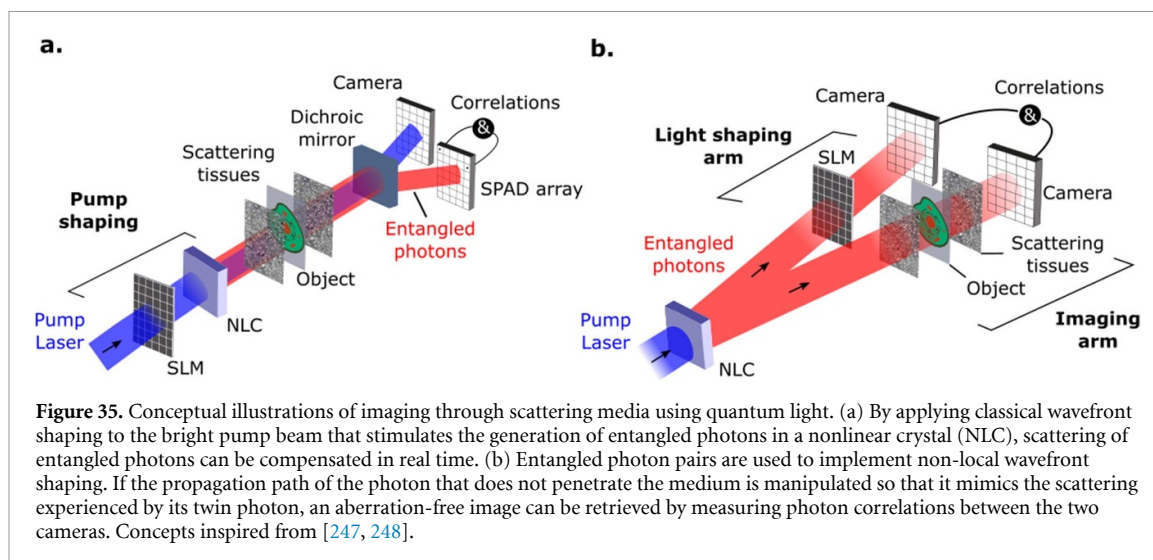 a.
Camera
Correlations
&
Dichroic
mirror
Scattering
tissues
SPAD array
Pump
shaping
Entangled
photons
Object
Pump
Laser
NLC
SLM
b.
Camera
Correlations
&
Light shaping
arm
SLM
Camera
Entangled
photons
Scattering
tissues
Object
Pump
Laser
Imaging
arm
NLC
Figure 35. Conceptual illustrations of imaging through scattering media using quantum light. (a) By applying classical wavefront
shaping to the bright pump beam that stimulates the generation of entangled photons in a nonlinear crystal (NLC), scattering of
entangled photons can be compensated in real time. (b) Entangled photon pairs are used to implement non-local wavefront
shaping. If the propagation path of the photon that does not penetrate the medium is manipulated so that it mimics the scattering
experienced by its twin photon, an aberration-free image can be retrieved by measuring photon correlations between the two
cameras. Concepts inspired from [247, 248].